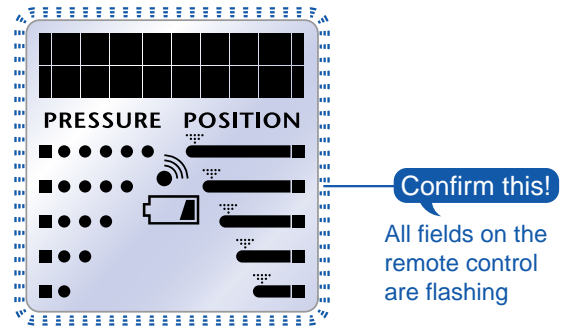 PRESSURE POSITION
Confirm this!
All fields on the
remote control
are flashing